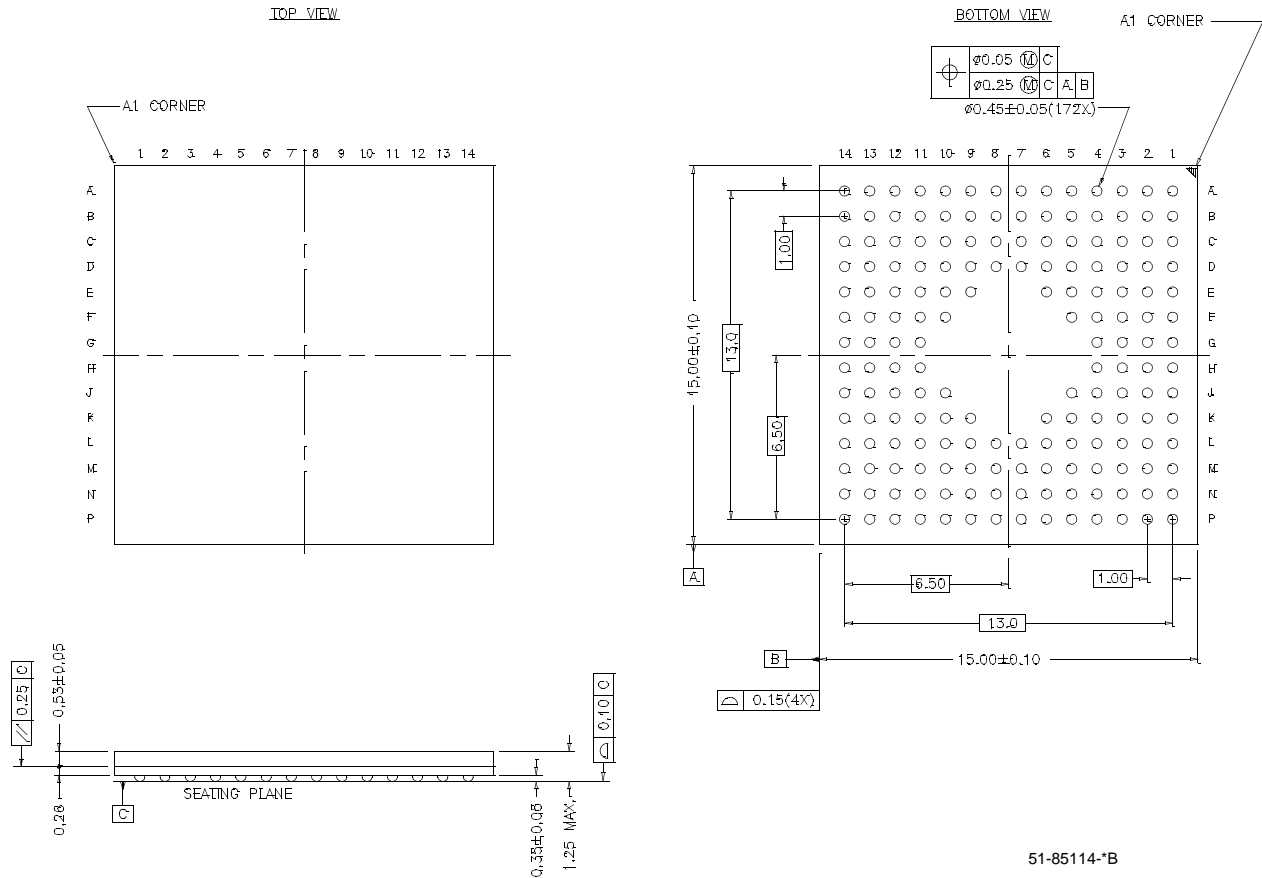 TOP VIEW
BOTTOM VIEW
A1 CORNER
ø0.05 Ⓜ C
ø0.25 Ⓜ C A B
ø0.45±0.05(172X)
A1 CORNER
1 2 3 4 5 6 7 8 9 10 11 12 13 14
14 13 12 11 10 9 8 7 6 5 4 3 2 1
A
B
C
D
E
F
G
H
J
K
L
M
N
P
A
B
C
D
E
F
G
H
J
K
L
M
N
P
1.00
13.0
15.00±0.10
6.50
A
6.50
1.00
13.0
B
15.00±0.10
0.15(4X)
// 0.25 C
0.53±0.05
0.10 C
SEATING PLANE
C
0.35±0.06
1.25 MAX.
51-85114-*B